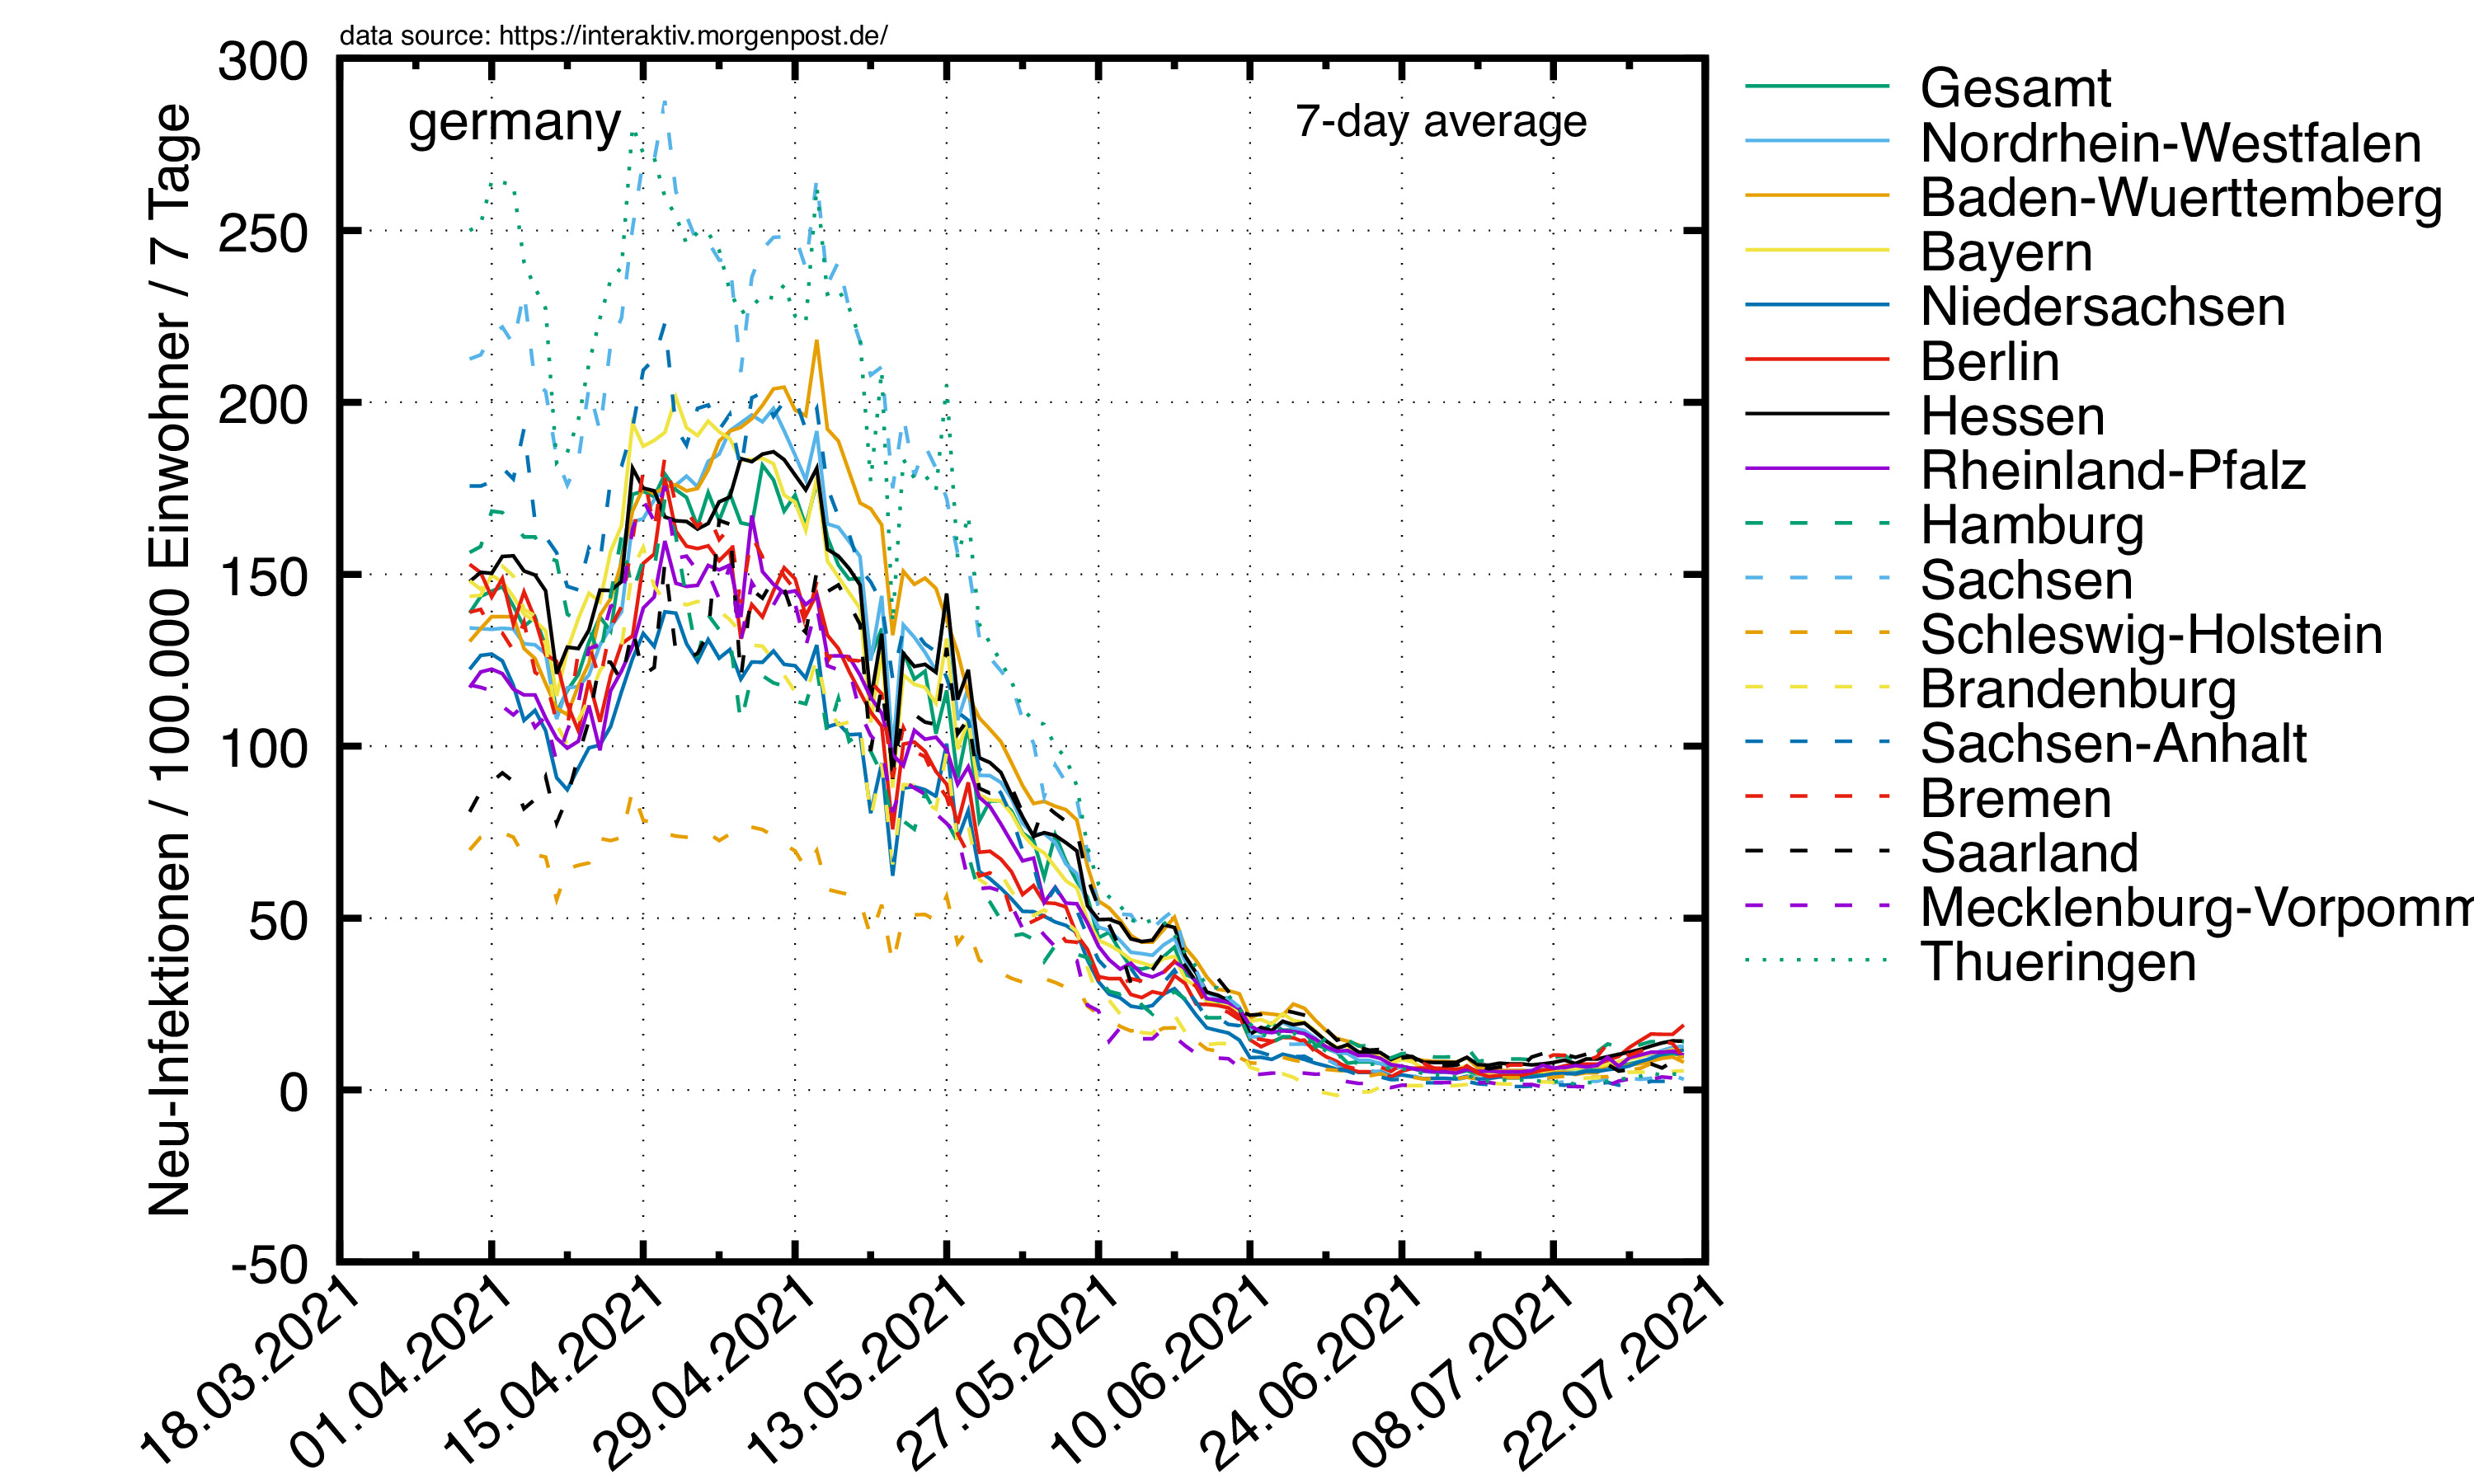 data source: https://interaktiv.morgenpost.de/
germany
7-day average
Neu-Infektionen / 100.000 Einwohner / 7 Tage
300
250
200
150
100
50
0
-50
18.03.2021
01.04.2021
15.04.2021
29.04.2021
13.05.2021
27.05.2021
10.06.2021
24.06.2021
08.07.2021
22.07.2021
Gesamt
Nordrhein-Westfalen
Baden-Wuerttemberg
Bayern
Niedersachsen
Berlin
Hessen
Rheinland-Pfalz
Hamburg
Sachsen
Schleswig-Holstein
Brandenburg
Sachsen-Anhalt
Bremen
Saarland
Mecklenburg-Vorpomm
Thueringen